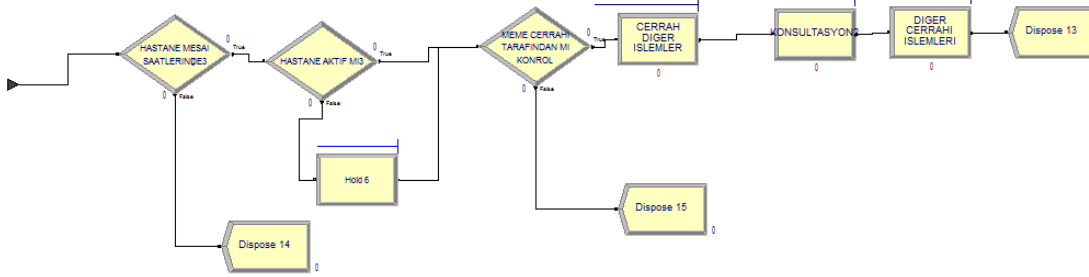 HASTANE MESAI
SAATLERINDE3
True
0
0
False
HASTANE AKTIF MI3
True
0
0
False
Hold 6
MEME CERRAHI
TARAFINDAN MI
KONROL
0
True
0
False
CERRAH
DIGER
ISLEMLER
0
KONSULTASYON2
0
DIGER
CERRAHI
ISLEMLERI
0
Dispose 13
0
Dispose 14
0
Dispose 15
0